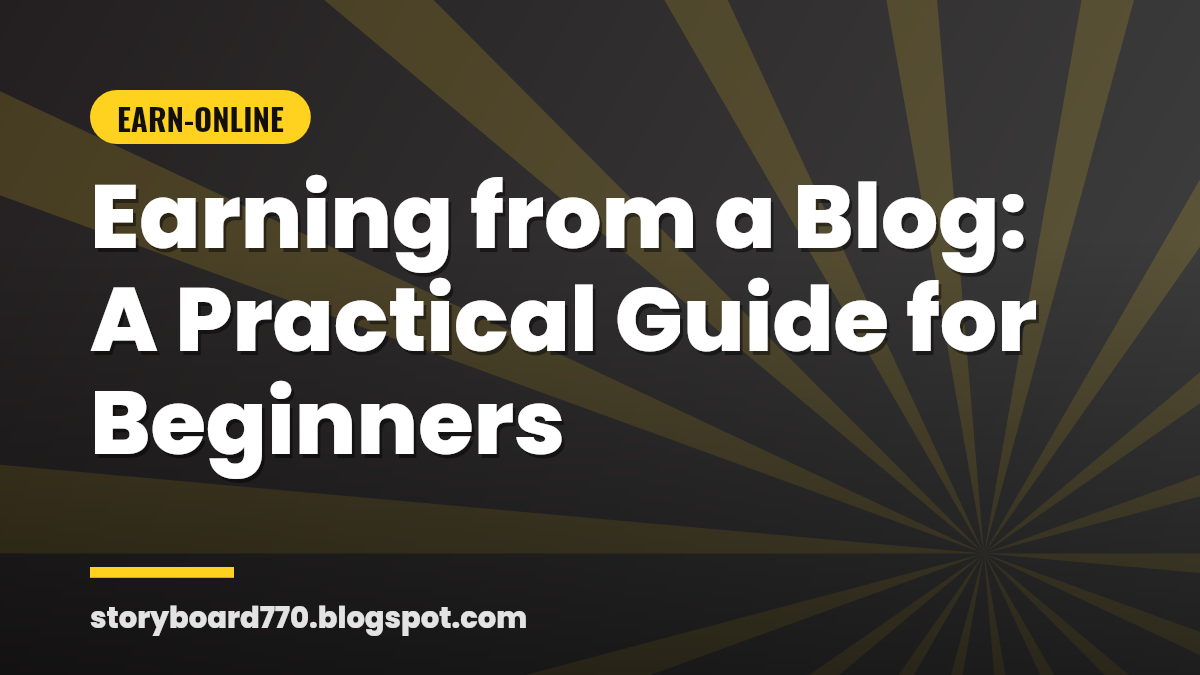 EARN-ONLINE
Earning from a Blog:
A Practical Guide for
Beginners
storyboard770.blogspot.com